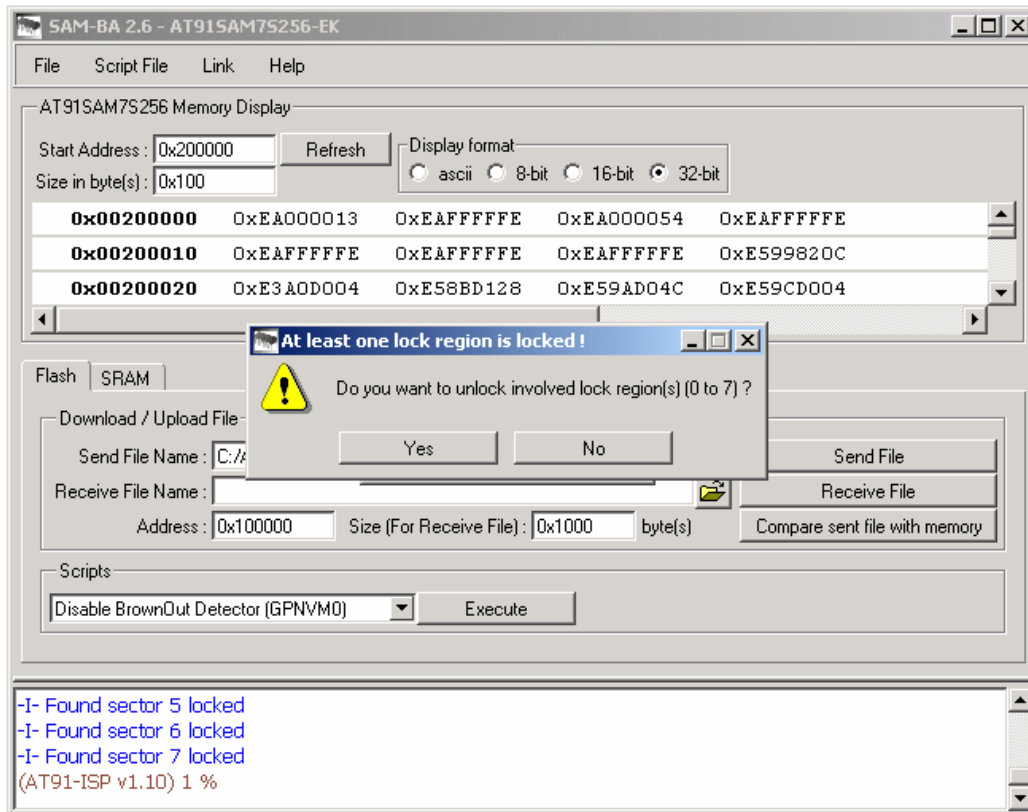 SAM-BA 2.6 - AT91SAM7S256-EK
File Script File Link Help
AT91SAM7S256 Memory Display
Start Address : 0x200000 Refresh
Display format
ascii 8-bit 16-bit 32-bit
Size in byte(s) : 0x100
0x00200000 0xEA000013 0xEAFFFFFE 0xEA000054 0xEAFFFFFE
0x00200010 0xEAFFFFFE 0xEAFFFFFE 0xEAFFFFFE 0xE599820C
0x00200020 0xE3A0D004 0xE58BD128 0xE59AD04C 0xE59CD004
At least one lock region is locked !
Do you want to unlock involved lock region(s) (0 to 7) ?
Yes No
Flash SRAM
Download / Upload File
Send File Name : C:/ Send File
Receive File Name : Receive File
Address : 0x100000 Size (For Receive File) : 0x1000 byte(s) Compare sent file with memory
Scripts
Disable BrownOut Detector (GPNVM0) Execute
-I- Found sector 5 locked
-I- Found sector 6 locked
-I- Found sector 7 locked
(AT91-ISP v1.10) 1 %